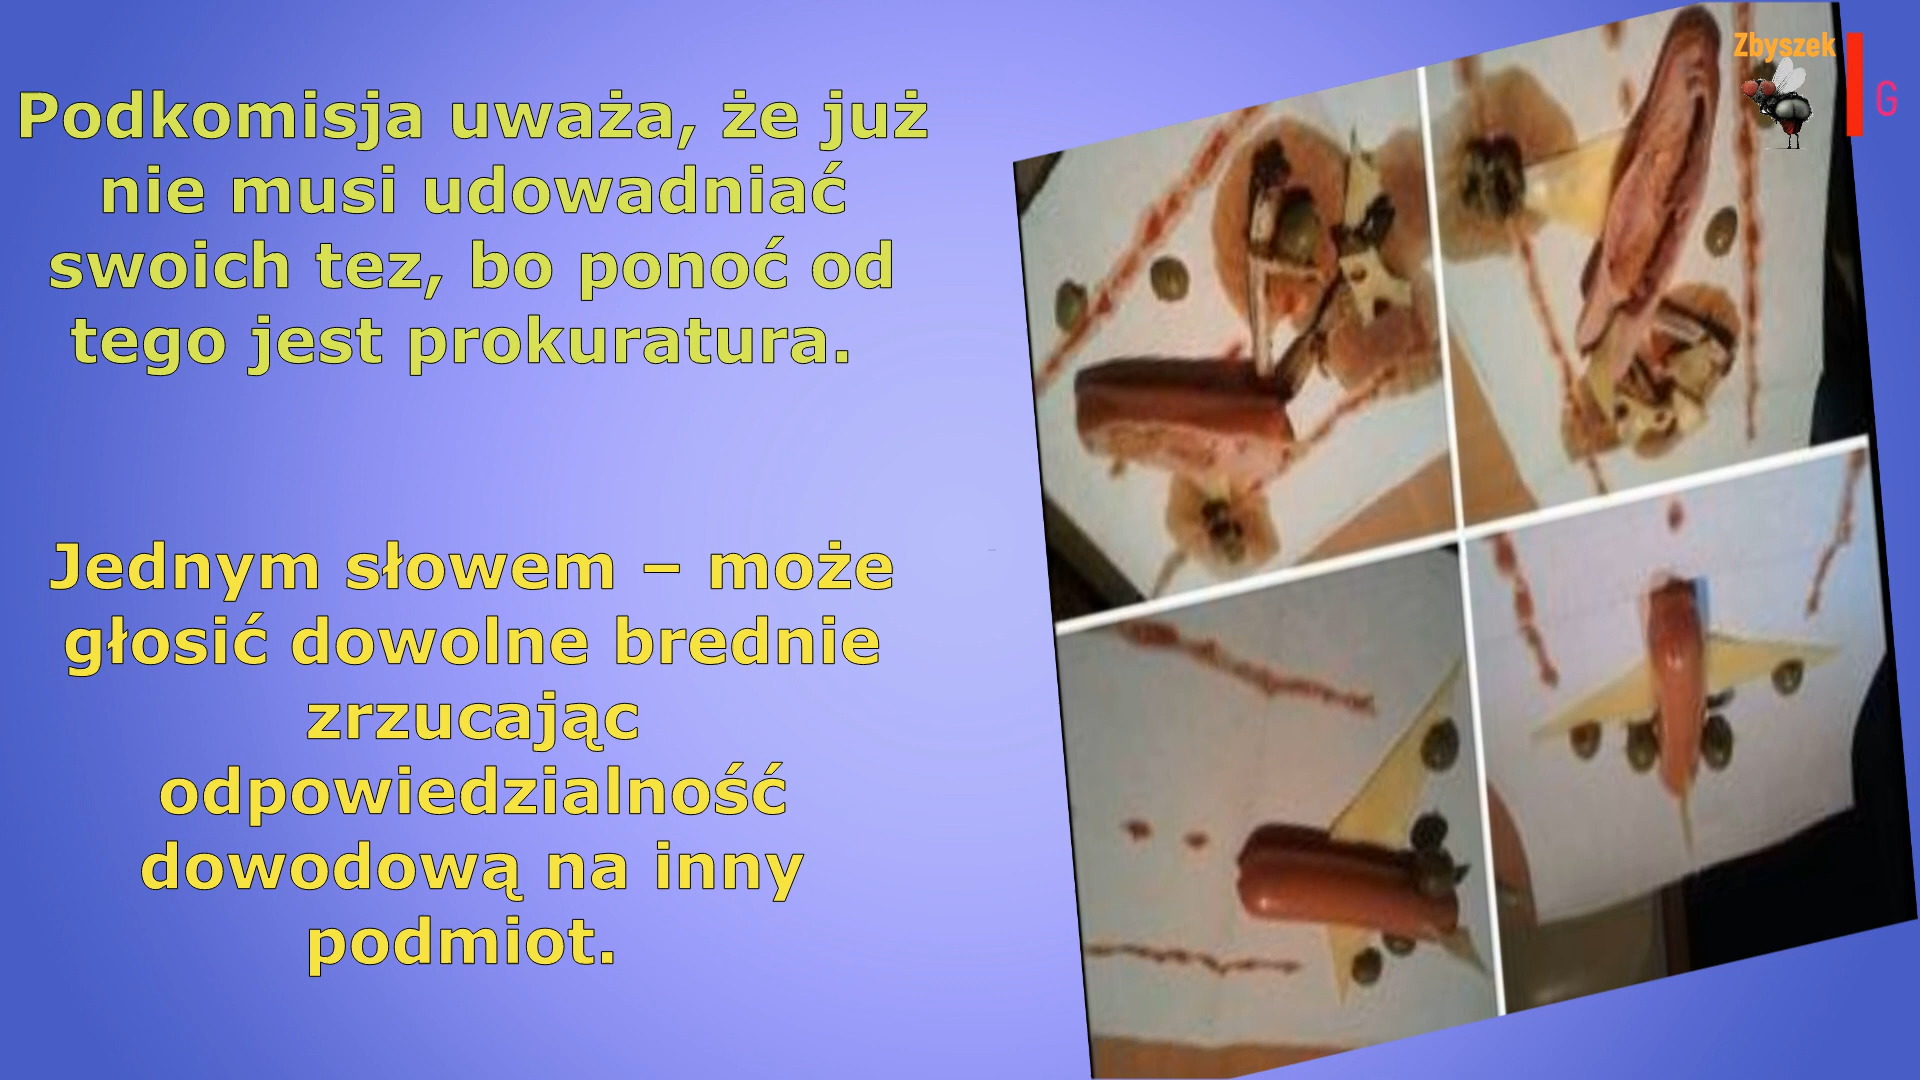 Podkomisja uważa, że już
nie musi udowadniać
swoich tez, bo ponoć od
tego jest prokuratura.
Jednym słowem – może
głosić dowolne brednie
zrzucając
odpowiedzialność
dowodową na inny
podmiot.
Zbyszek
G